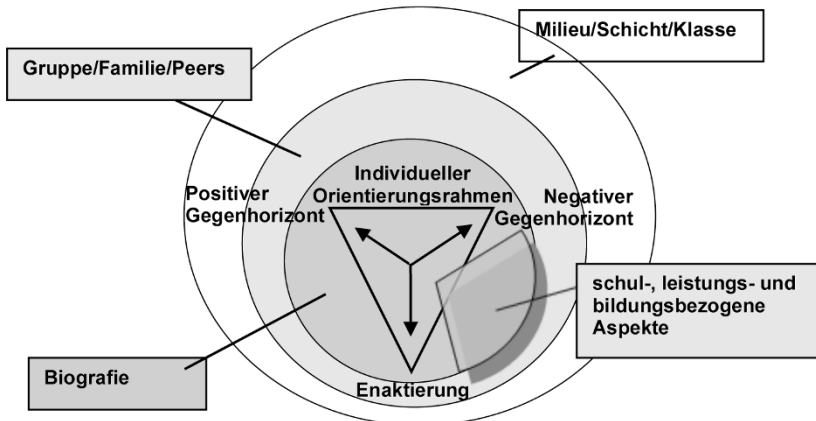 Milieu/Schicht/Klasse
Gruppe/Familie/Peers
Individueller
Orientierungsrahmen
Positiver
Gegenhorizont
Negativer
Gegenhorizont
schul-, leistungs- und
bildungsbezogene
Aspekte
Biografie
Enaktierung